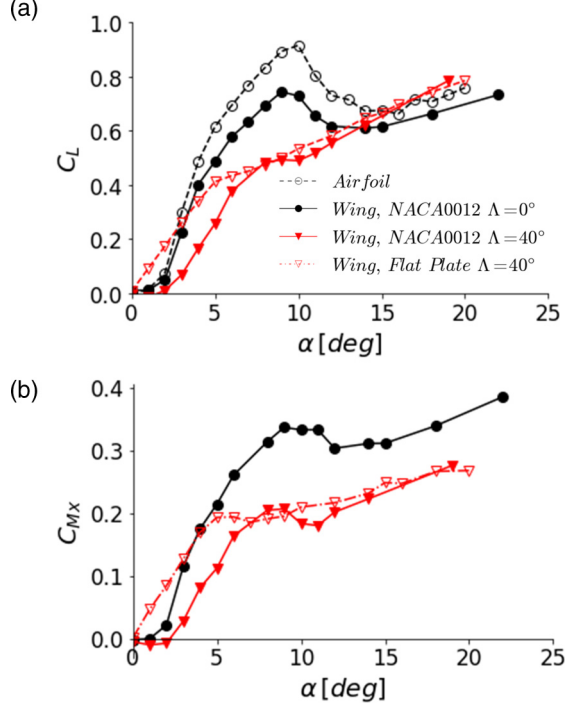 (a)
1.0
0.8
0.6
0.4
0.2
0.0
C_L
Airfoil
Wing, NACA0012 Λ=0°
Wing, NACA0012 Λ=40°
Wing, Flat Plate Λ=40°
0 5 10 15 20 25
α [deg]
(b)
0.4
0.3
0.2
0.1
0.0
C_MX
0 5 10 15 20 25
α [deg]